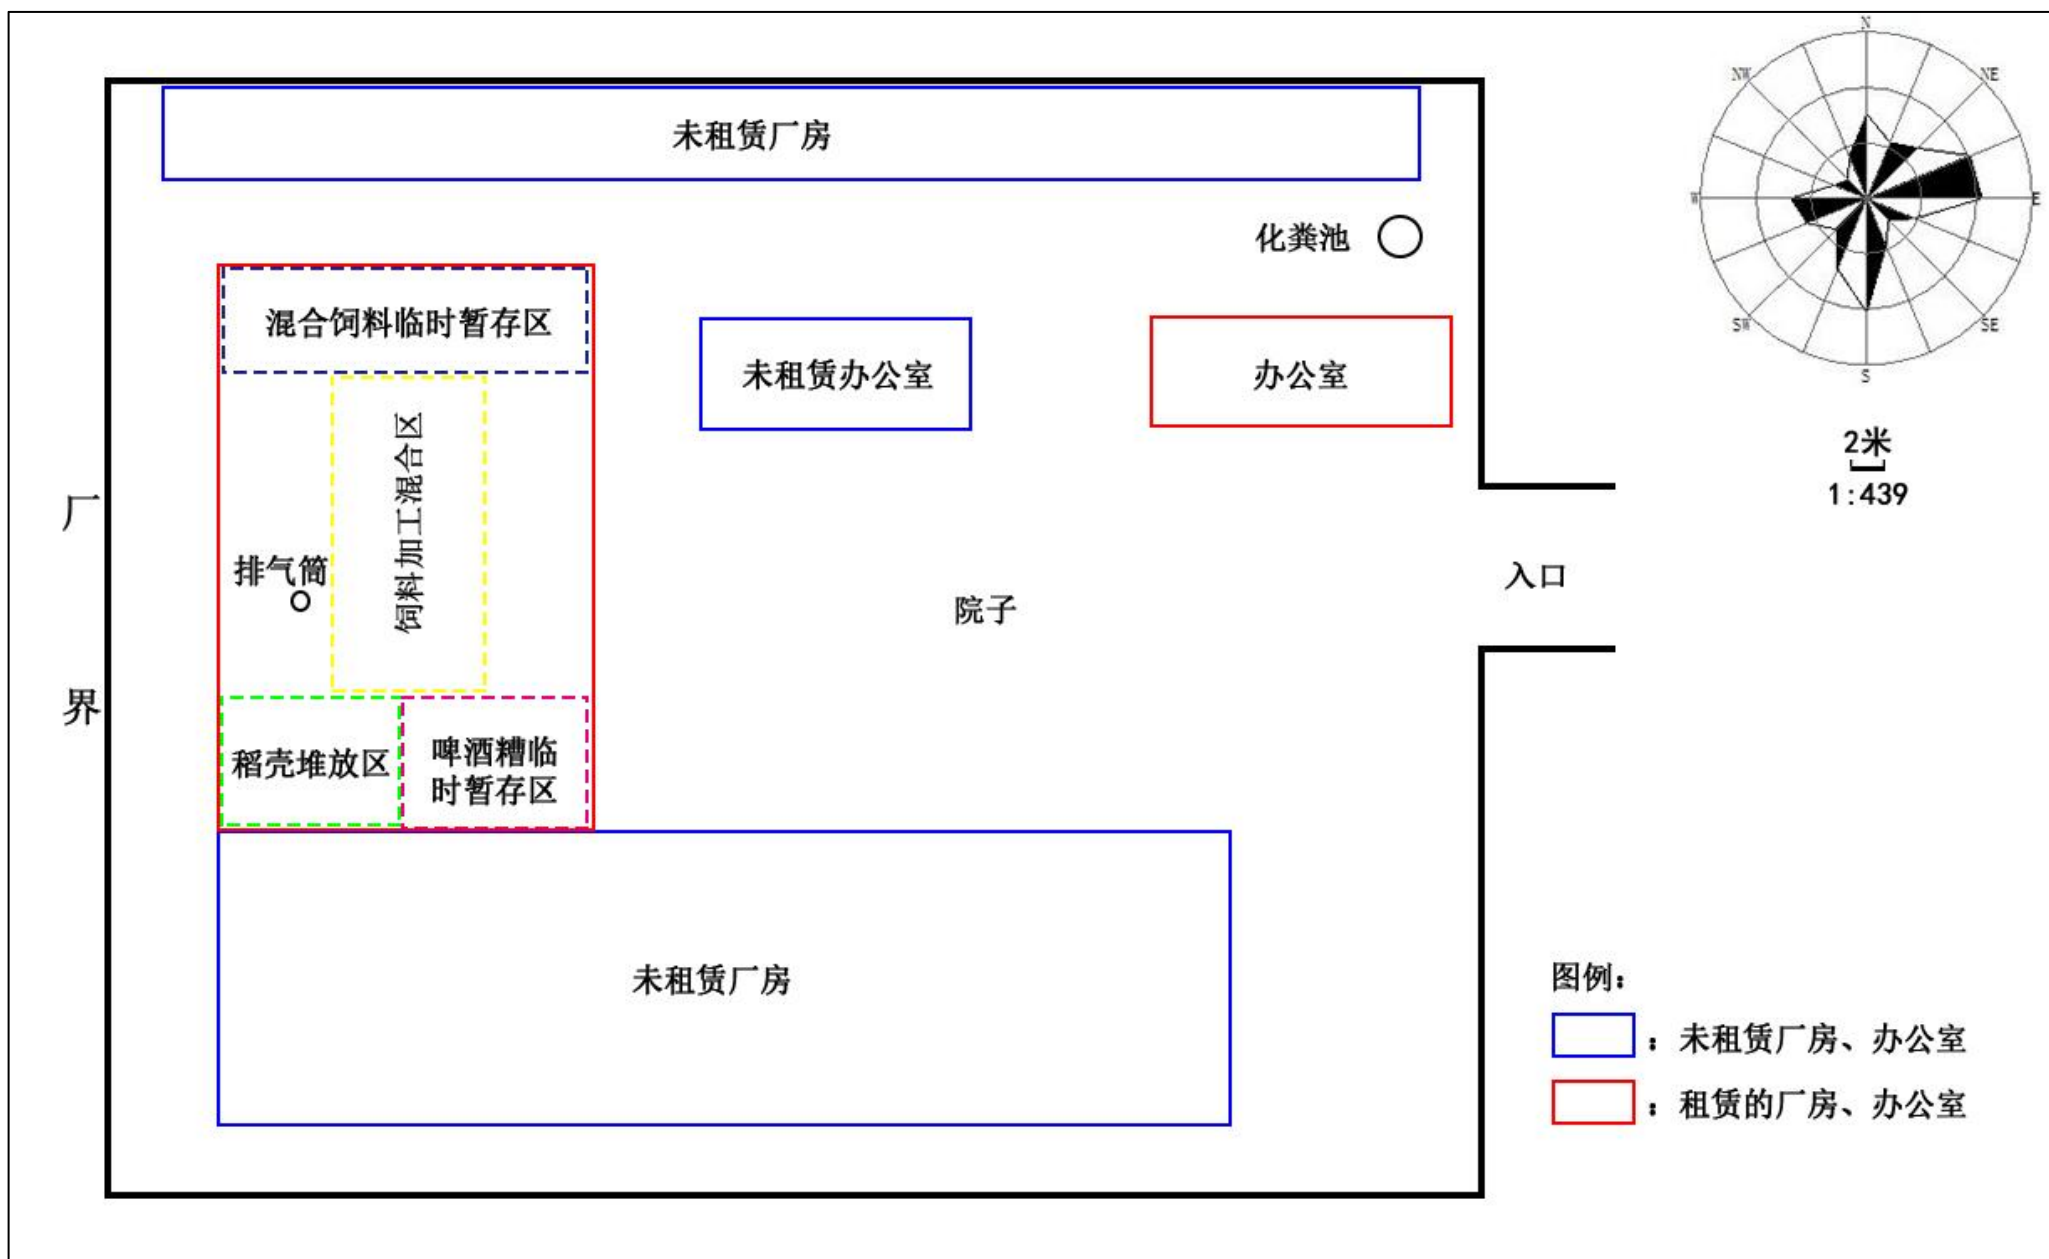 N
NW
NE
W
E
SW
SE
S
2米
1:439
未租赁厂房
化粪池
混合饲料临时暂存区
未租赁办公室
办公室
饲料加工混合区
厂
界
排气筒
院子
入口
稻壳堆放区
啤酒糟临
时暂存区
未租赁厂房
图例：
：未租赁厂房、办公室
：租赁的厂房、办公室